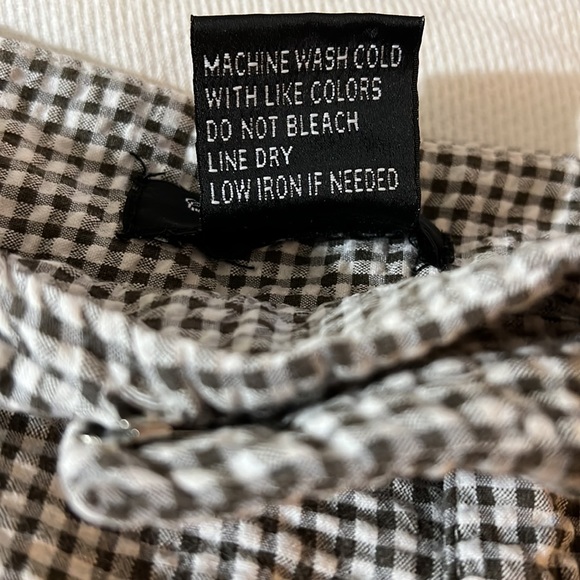 MACHINE WASH COLD
WITH LIKE COLORS
DO NOT BLEACH
LINE DRY
LOW IRON IF NEEDED